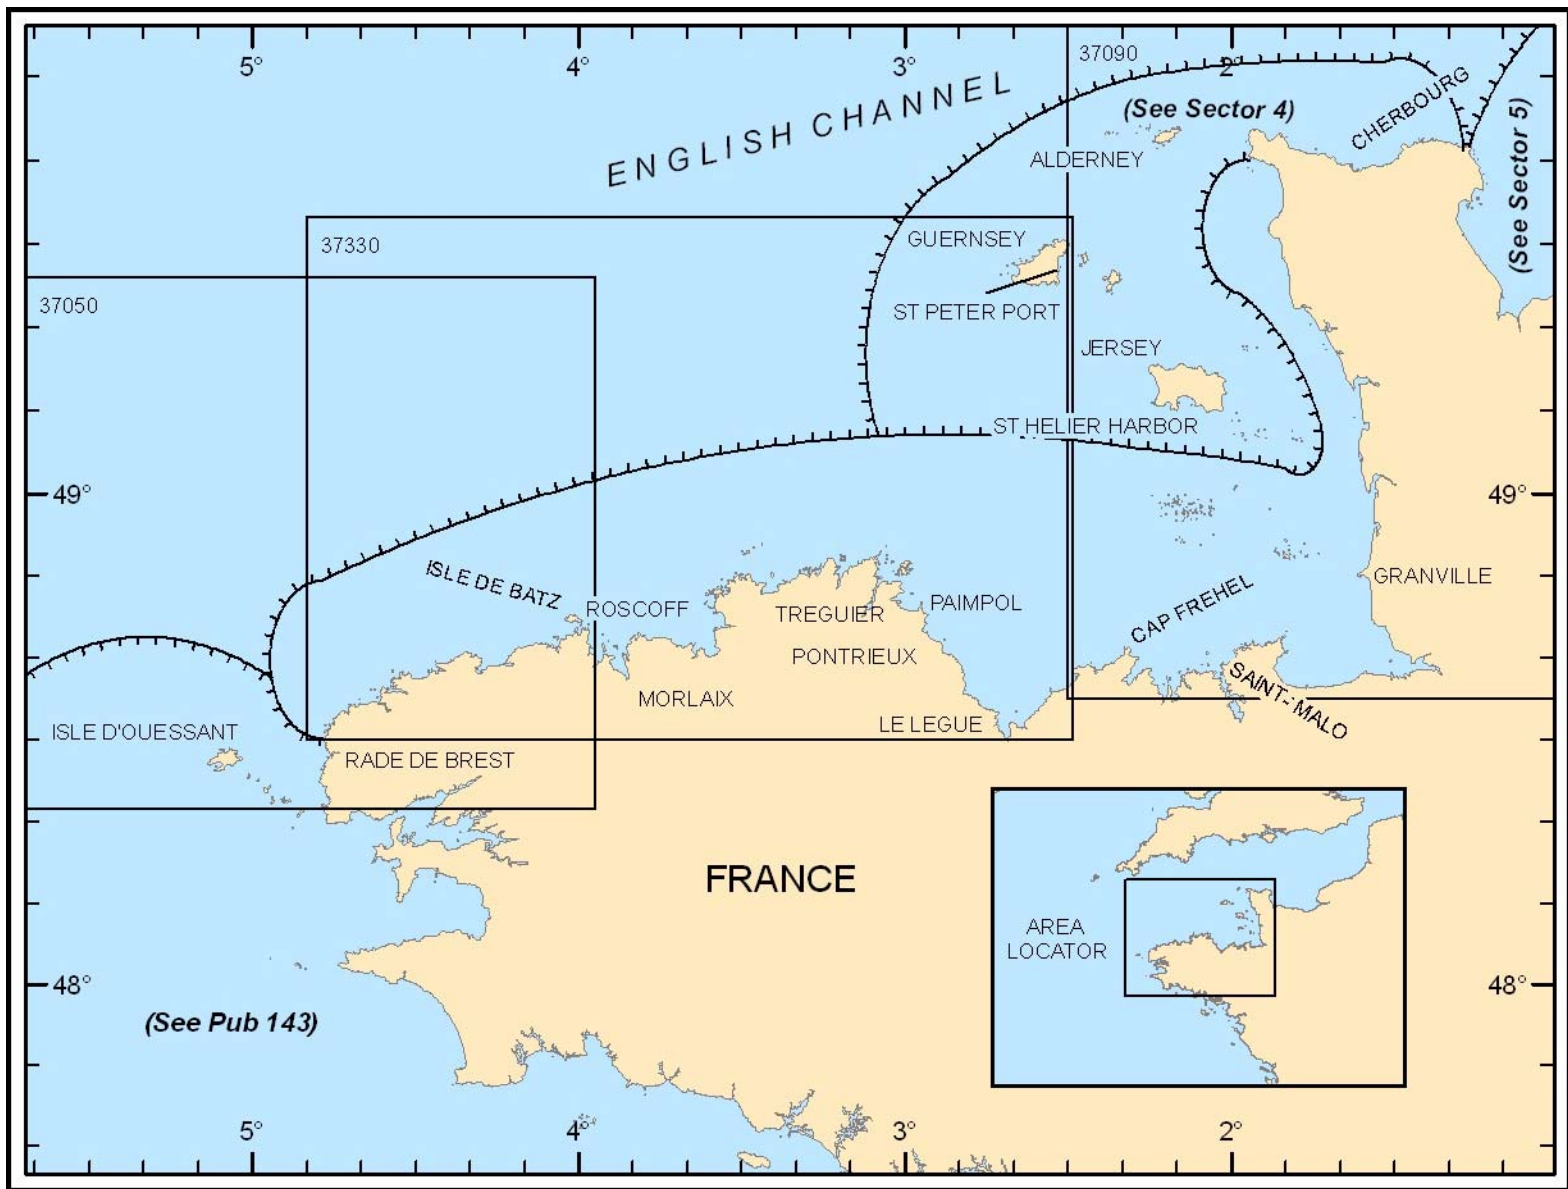 37090
5°
4°
3°
2°
ENGLISH CHANNEL
(See Sector 4)
CHERBOURG
(See Sector 5)
ALDERNEY
37330
GUERNSEY
37050
ST PETER PORT
JERSEY
ST HELIER HARBOR
49°
49°
ISLE DE BATZ
ROSCOFF
TREGUIER
PAIMPOL
CAP FREHEL
GRANVILLE
PONTRIEUX
MORLAIX
LE LEGUE
SAINT-MALO
ISLE D'OUESSANT
RADE DE BREST
FRANCE
AREA
LOCATOR
48°
48°
(See Pub 143)
5°
4°
3°
2°